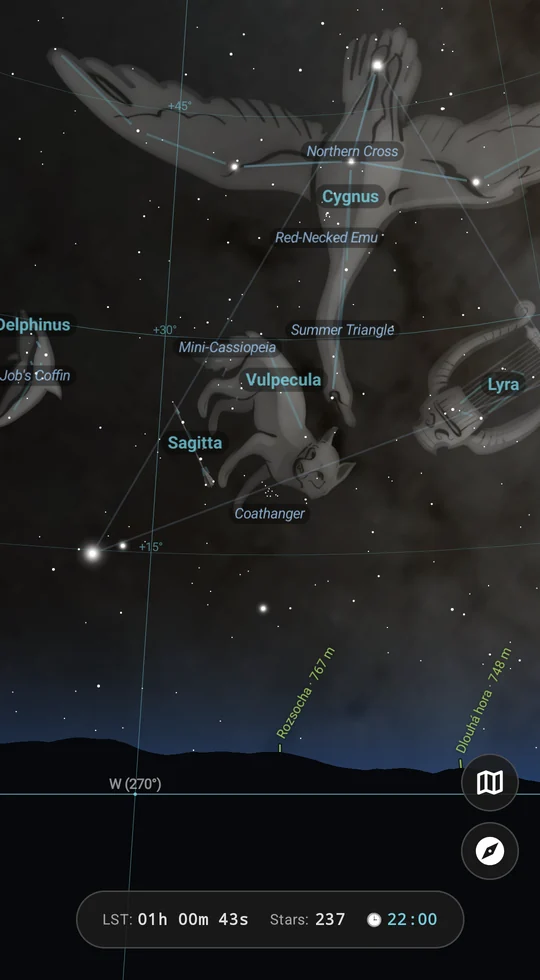 +45°
Northern Cross
Cygnus
Red-Necked Emu
Delphinus
+30°
Summer Triangle
Mini-Cassiopeia
Job's Coffin
Vulpecula
Lyra
Sagitta
Coathanger
+15°
Rozsocha · 767 m
Dlouhá hora · 748 m
W (270°)
LST: 01h 00m 43s Stars: 237 22:00